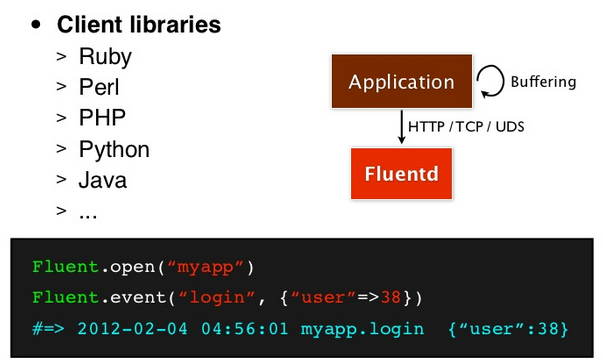 • Client libraries
> Ruby
> Perl
> PHP
> Python
> Java
> ...
Application
Buffering
HTTP / TCP / UDS
Fluentd
Fluent.open(“myapp”)
Fluent.event(“login”, {“user”=>38})
#=> 2012-02-04 04:56:01 myapp.login {“user”:38}